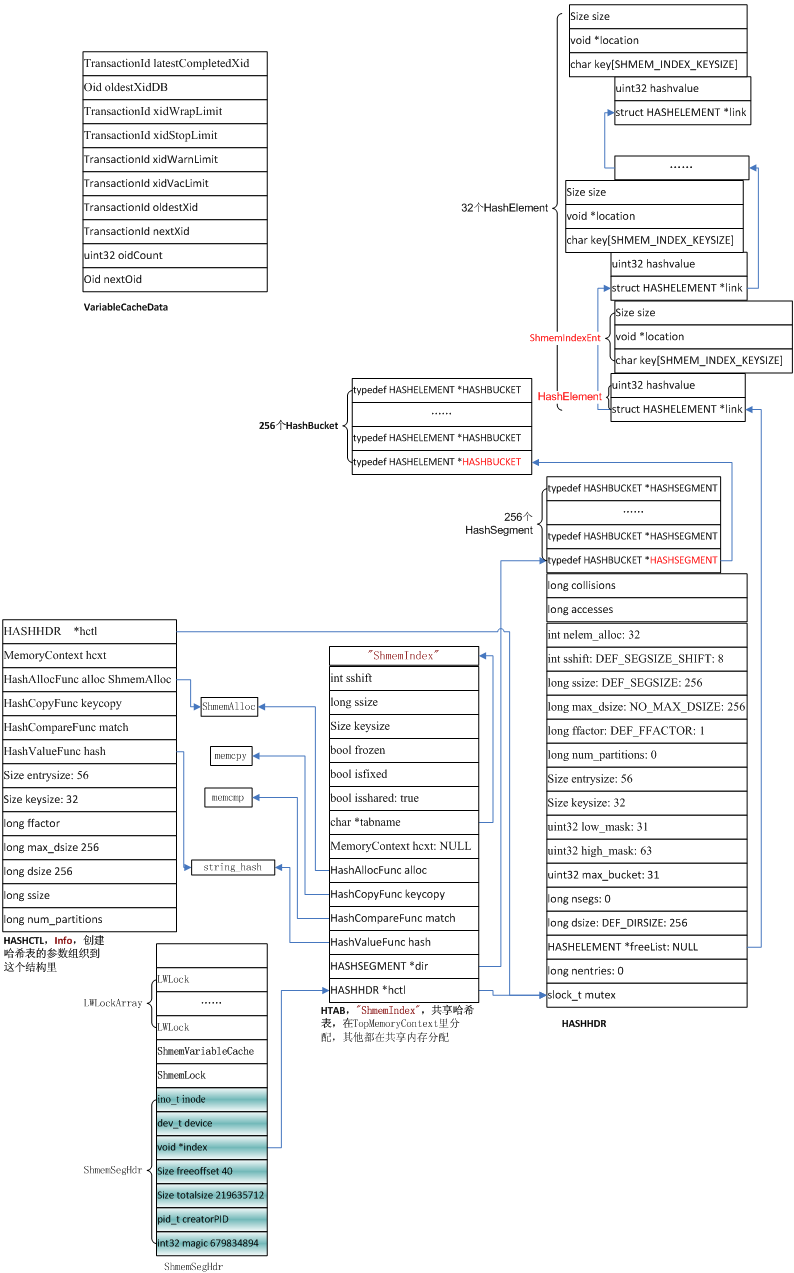 Size size
void *location
char key[SHMEM_INDEX_KEYSIZE]
uint32 hashvalue
struct HASHELEMENT *link
……
32个HashElement
Size size
void *location
char key[SHMEM_INDEX_KEYSIZE]
uint32 hashvalue
struct HASHELEMENT *link
ShmemIndexEnt
Size size
void *location
char key[SHMEM_INDEX_KEYSIZE]
HashElement
uint32 hashvalue
struct HASHELEMENT *link
TransactionId latestCompletedXid
Oid oldestXidDB
TransactionId xidWrapLimit
TransactionId xidStopLimit
TransactionId xidWarnLimit
TransactionId xidVacLimit
TransactionId oldestXid
TransactionId nextXid
uint32 oidCount
Oid nextOid
VariableCacheData
256个HashBucket
typedef HASHELEMENT *HASHBUCKET
……
typedef HASHELEMENT *HASHBUCKET
typedef HASHELEMENT *HASHBUCKET
256个
HashSegment
typedef HASHBUCKET *HASHSEGMENT
……
typedef HASHBUCKET *HASHSEGMENT
typedef HASHBUCKET *HASHSEGMENT
long collisions
long accesses
int nelem_alloc: 32
int sshift: DEF_SEGSIZE_SHIFT: 8
long ssize: DEF_SEGSIZE: 256
long max_dsize: NO_MAX_DSIZE: 256
long ffactor: DEF_FFACTOR: 1
long num_partitions: 0
Size entrysize: 56
Size keysize: 32
uint32 low_mask: 31
uint32 high_mask: 63
uint32 max_bucket: 31
long nsegs: 0
long dsize: DEF_DIRSIZE: 256
HASHELEMENT *freeList: NULL
long nentries: 0
slock_t mutex
HASHHDR
HASHHDR *hctl
MemoryContext hcxt
HashAllocFunc alloc ShmemAlloc
HashCopyFunc keycopy
HashCompareFunc match
HashValueFunc hash
Size entrysize: 56
Size keysize: 32
long ffactor
long max_dsize 256
long dsize 256
long ssize
long num_partitions
HASHCTL，Info，创建
哈希表的参数组织到
这个结构里
ShmemAlloc
memcpy
memcmp
string_hash
"ShmemIndex"
int sshift
long ssize
Size keysize
bool frozen
bool isfixed
bool isshared: true
char *tabname
MemoryContext hcxt: NULL
HashAllocFunc alloc
HashCopyFunc keycopy
HashCompareFunc match
HashValueFunc hash
HASHSEGMENT *dir
HASHHDR *hctl
HTAB，"ShmemIndex"，共享哈希
表，在TopMemoryContext里分
配，其他都在共享内存分配
LWLockArray
LWLock
……
LWLock
ShmemVariableCache
ShmemLock
ShmemSegHdr
ino_t inode
dev_t device
void *index
Size freeoffset 40
Size totalsize 219635712
pid_t creatorPID
int32 magic 679834894
ShmemSegHdr